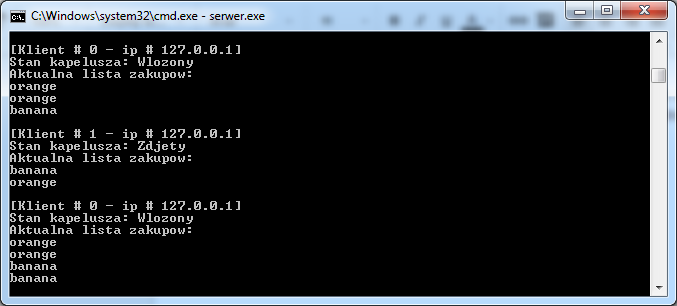 C:\Windows\system32\cmd.exe - serwer.exe
[Klient # 0 - ip # 127.0.0.1]
Stan kapelusza: Wlozony
Aktualna lista zakupow:
orange
orange
banana
[Klient # 1 - ip # 127.0.0.1]
Stan kapelusza: Zdjety
Aktualna lista zakupow:
banana
orange
[Klient # 0 - ip # 127.0.0.1]
Stan kapelusza: Wlozony
Aktualna lista zakupow:
orange
orange
banana
banana